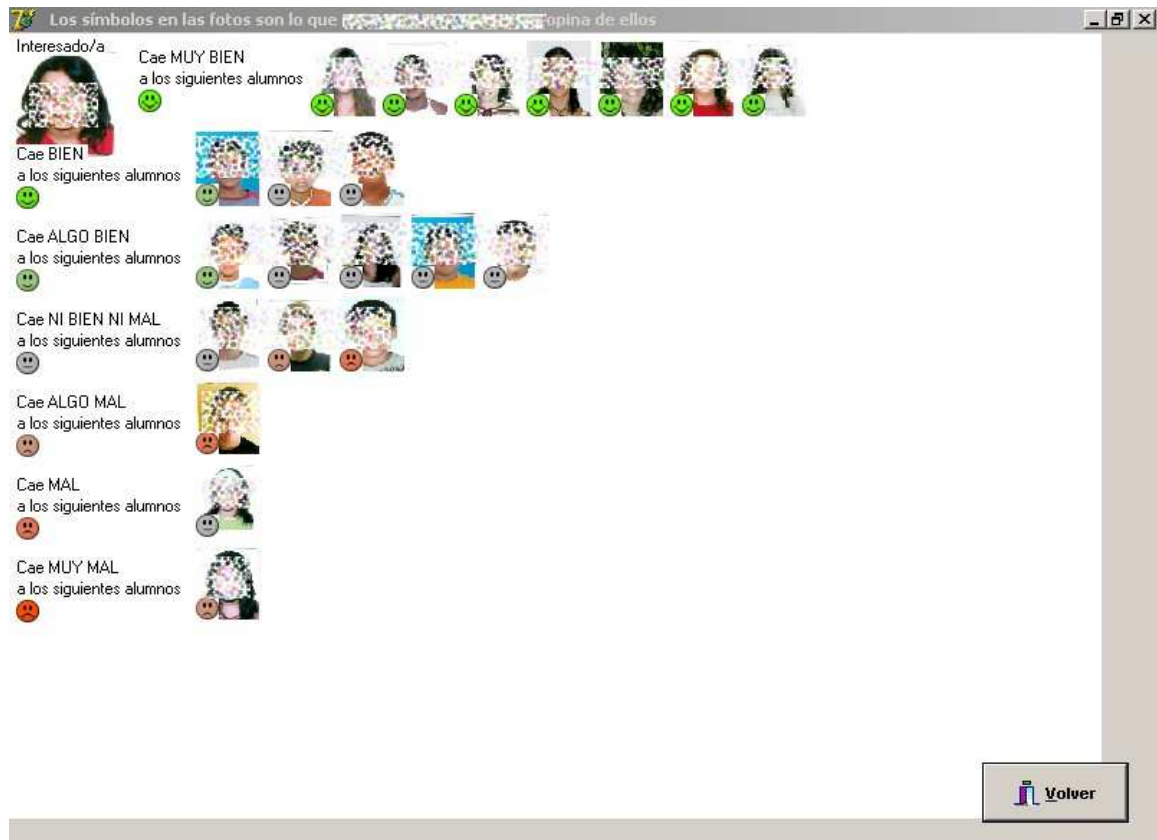 Los símbolos en las fotos son lo que opina de ellos
Interesado/a
Cae MUY BIEN
a los siguientes alumnos
Cae BIEN
a los siguientes alumnos
Cae ALGO BIEN
a los siguientes alumnos
Cae NI BIEN NI MAL
a los siguientes alumnos
Cae ALGO MAL
a los siguientes alumnos
Cae MAL
a los siguientes alumnos
Cae MUY MAL
a los siguientes alumnos
Volver